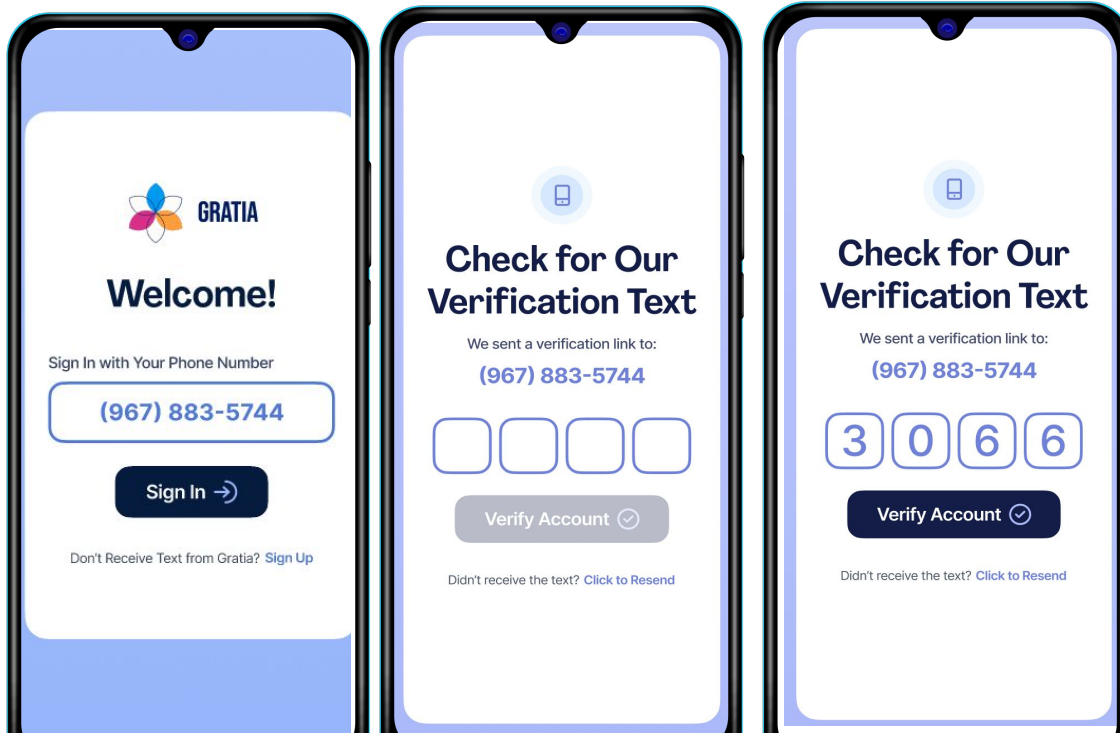 GRATIA
Welcome!
Sign In with Your Phone Number
(967) 883-5744
Sign In
Don't Receive Text from Gratia? Sign Up
Check for Our
Verification Text
We sent a verification link to:
(967) 883-5744
Verify Account
Didn't receive the text? Click to Resend
Check for Our
Verification Text
We sent a verification link to:
(967) 883-5744
3 0 6 6
Verify Account
Didn't receive the text? Click to Resend